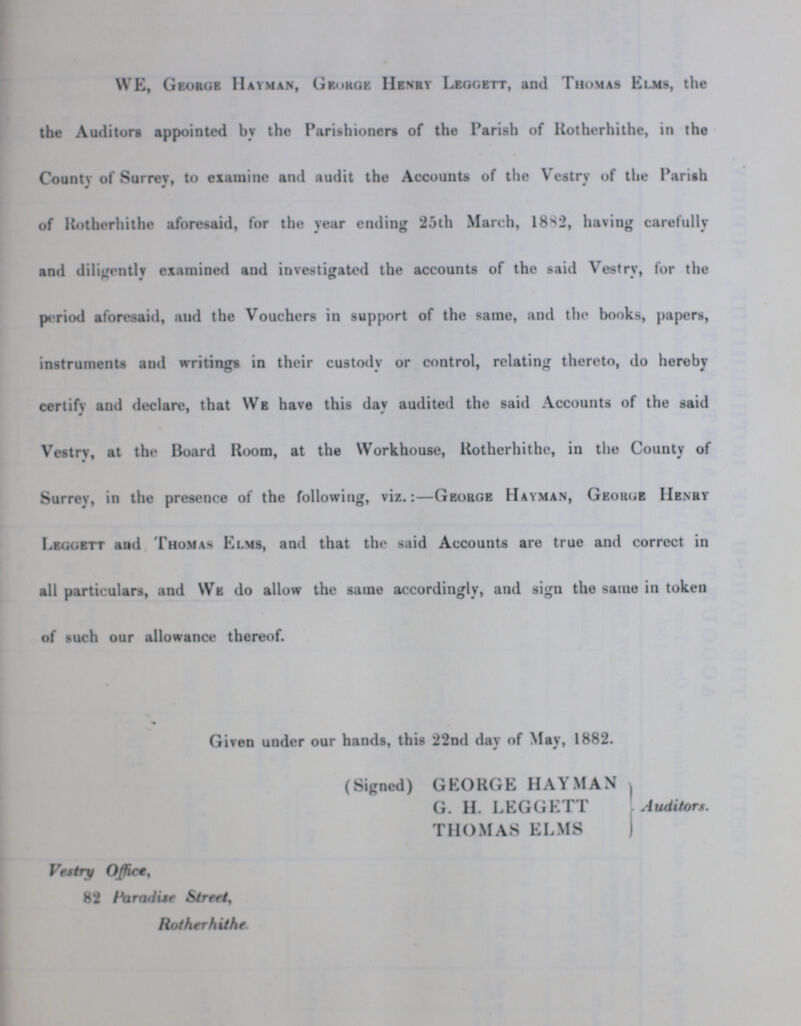 WE, George Hayman, George Henry Leggett, and Thomas Elms, the
the Auditors appointed by the Parishioners of the Parish of Rotherhithe, in the
County of Surrey, to examine and audit the Accounts of the Vestry of the Parish
of Rotherhithe aforesaid, for the year ending 25th March, 1882, having carefully
and diligently examined and investigated the accounts of the said Vestry, for the
period aforesaid, and the Vouchers in support of the same, and the books, papers,
instruments and writings in their custody or control, relating thereto, do hereby
certify and declare, that We have this day audited the said Accounts of the said
Vestry, at the Board Room, at the Workhouse, Rotherhithe, in the County of
Surrey, in the presence of the following, viz.:—George Hayman, George Henry
Leggett and Thomas Elms, and that the said Accounts are true and correct in
all particulars, and We do allow the same accordingly, and sign the same in token
of such our allowance thereof.
Given under our hands, this 22nd day of May, 1882.
(Signed) GEORGE HAYMAN
G. H. LEGGETT } Auditors.
THOMAS ELMS
Vestry Office,
82 Paradise Street,
Rotherhithe.